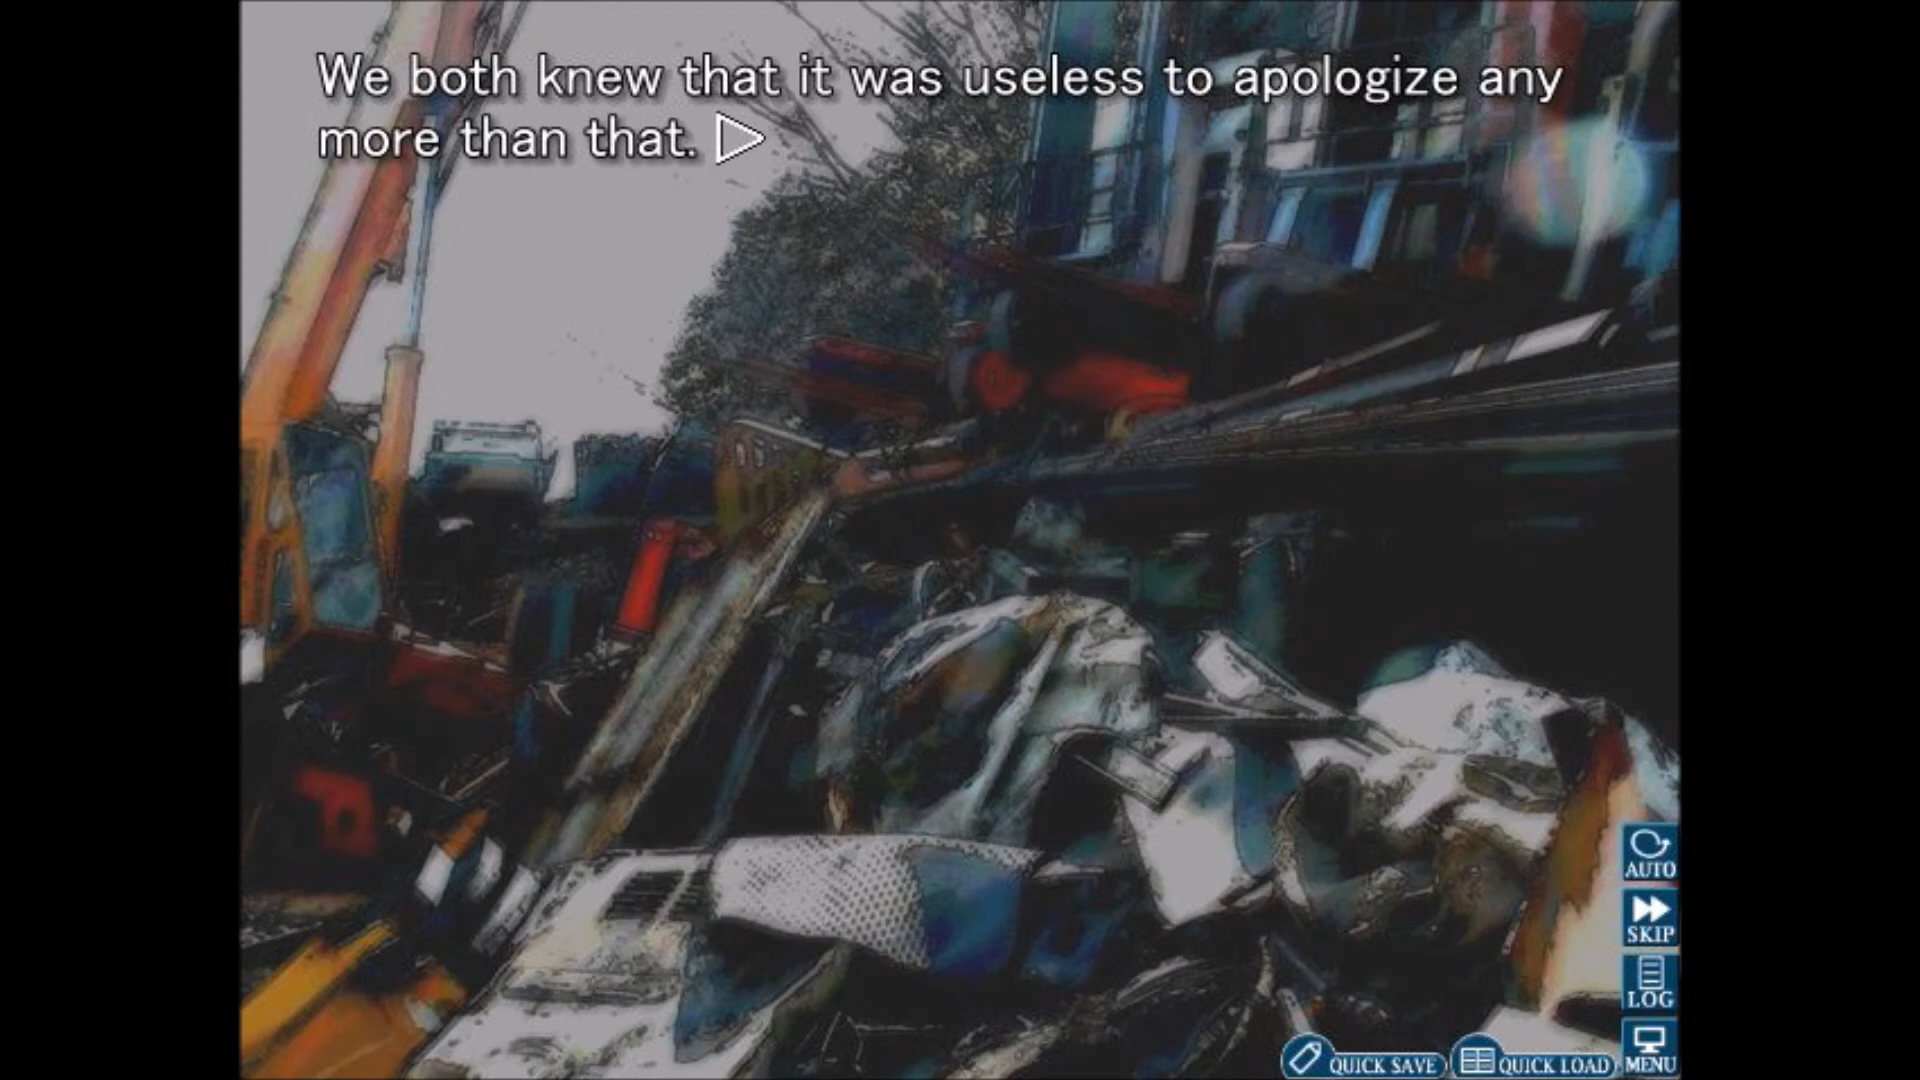 We both knew that it was useless to apologize any
more than that.
AUTO
SKIP
LOG
QUICK SAVE
QUICK LOAD
MENU